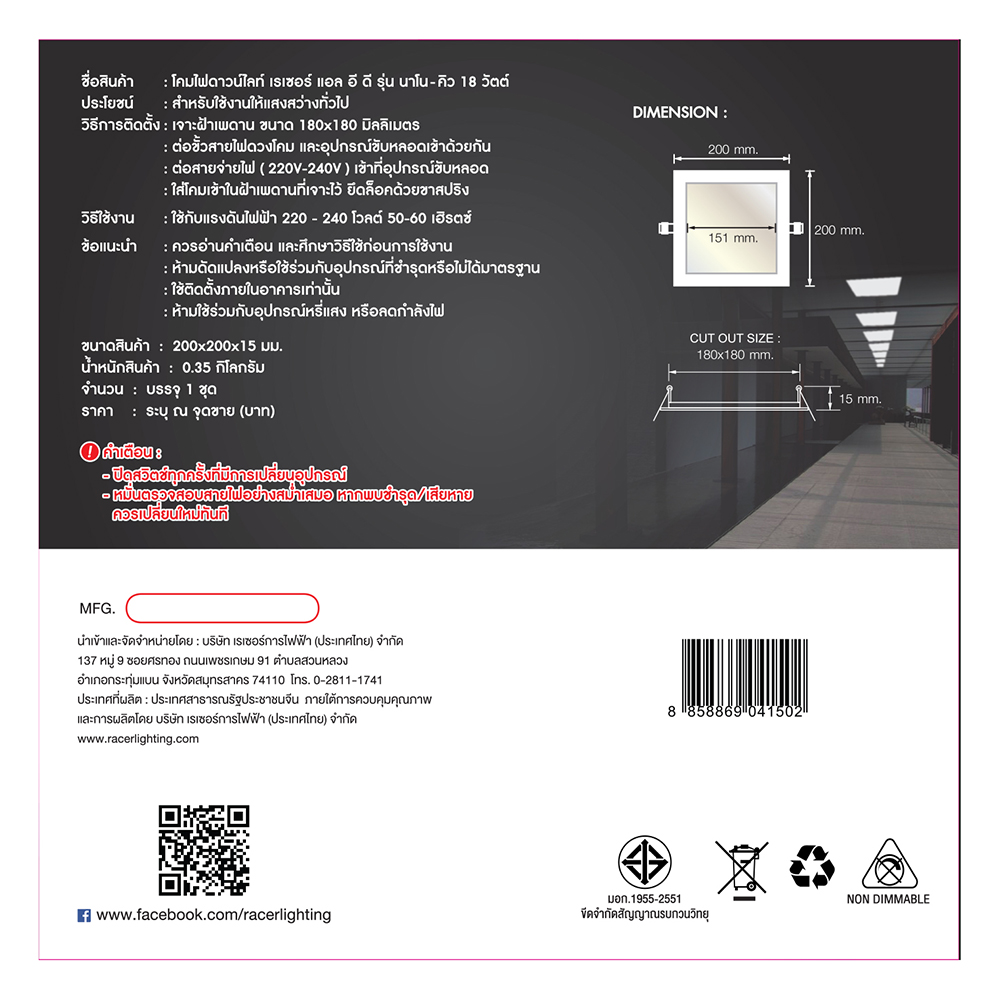 ชื่อสินค้า : โคมไฟดาวน์ไลท์ เรเซอร์ แอล อี ดี รุ่น นาโน-คิว 18 วัตต์
ประโยชน์ : สำหรับใช้งานให้แสงสว่างทั่วไป
วิธีการติดตั้ง : เจาะฝ้าเพดาน ขนาด 180x180 มิลลิเมตร
: ต่อขั้วสายไฟดวงโคม และอุปกรณ์ขับหลอดเข้าด้วยกัน
: ต่อสายจ่ายไฟ ( 220V-240V ) เข้าที่อุปกรณ์ขับหลอด
: ใส่โคมเข้าในฝ้าเพดานที่เจาะไว้ ยึดล็อคด้วยขาสปริง
วิธีใช้งาน : ใช้กับแรงดันไฟฟ้า 220 - 240 โวลต์ 50-60 เฮิรตซ์
ข้อแนะนำ : ควรอ่านคำเตือน และศึกษาวิธีใช้ก่อนการใช้งาน
: ห้ามดัดแปลงหรือใช้ร่วมกับอุปกรณ์ที่ชำรุดหรือไม่ได้มาตรฐาน
: ใช้ติดตั้งภายในอาคารเท่านั้น
: ห้ามใช้ร่วมกับอุปกรณ์หรี่แสง หรือลดกำลังไฟ
ขนาดสินค้า : 200x200x15 มม.
น้ำหนักสินค้า : 0.35 กิโลกรัม
จำนวน : บรรจุ 1 ชุด
ราคา : ระบุ ณ จุดขาย (บาท)
! คำเตือน :
- ปิดสวิตช์ทุกครั้งที่มีการเปลี่ยนอุปกรณ์
- หมั่นตรวจสอบสายไฟอย่างสม่ำเสมอ หากพบชำรุด/เสียหาย
ควรเปลี่ยนใหม่ทันที
DIMENSION :
200 mm.
151 mm.
200 mm.
CUT OUT SIZE :
180x180 mm.
15 mm.
MFG.
นำเข้าและจัดจำหน่ายโดย : บริษัท เรเซอร์การไฟฟ้า (ประเทศไทย) จำกัด
137 หมู่ 9 ซอยศรทอง ถนนเพชรเกษม 91 ตำบลสวนหลวง
อำเภอกระทุ่มแบน จังหวัดสมุทรสาคร 74110 โทร. 0-2811-1741
ประเทศที่ผลิต : ประเทศสาธารณรัฐประชาชนจีน ภายใต้การควบคุมคุณภาพ
และการผลิตโดย บริษัท เรเซอร์การไฟฟ้า (ประเทศไทย) จำกัด
www.racerlighting.com
8 858869 041502
www.facebook.com/racerlighting
มอก.1955-2551
ขีดจำกัดสัญญาณรบกวนวิทยุ
NON DIMMABLE